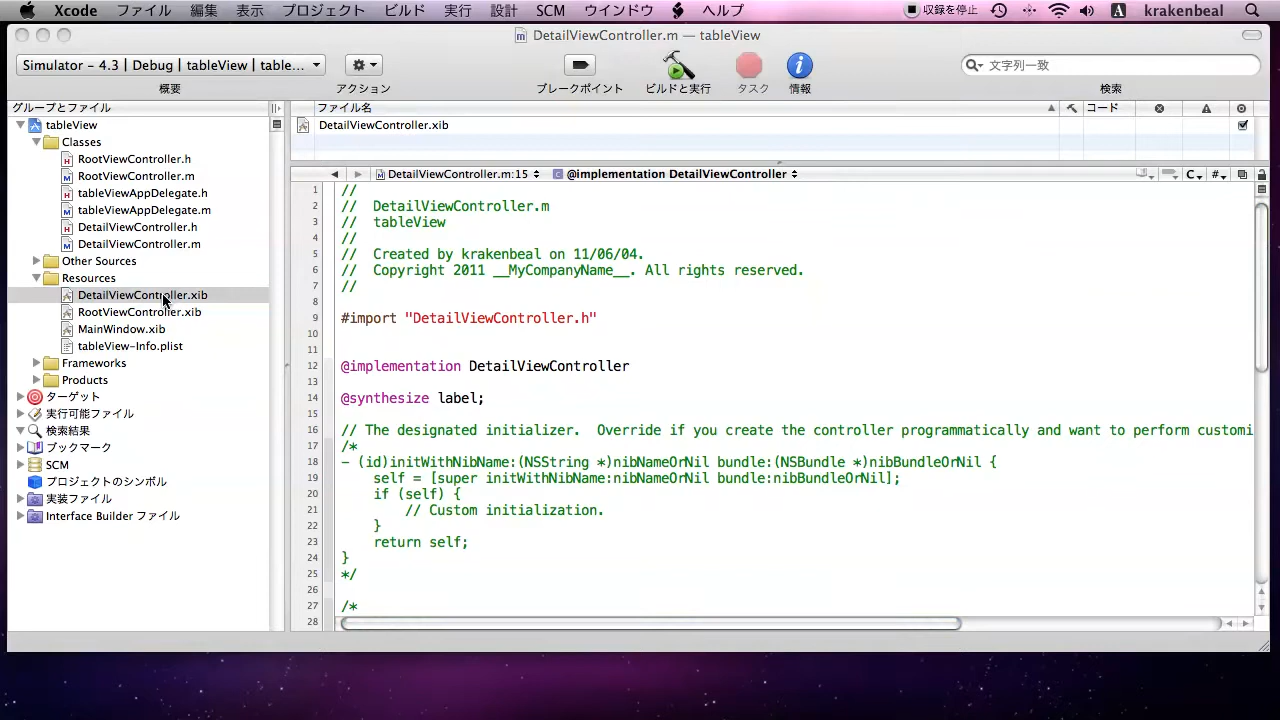 Xcode ファイル 編集 表示 プロジェクト ビルド 実行 設計 SCM ウインドウ ヘルプ 収録を停止 A krakenbeal
DetailViewController.m — tableView
Simulator - 4.3 | Debug | tableView | table...
文字列一致
概要 アクション ブレークポイント ビルドと実行 タスク 情報 検索
グループとファイル
tableView
Classes
RootViewController.h
RootViewController.m
tableViewAppDelegate.h
tableViewAppDelegate.m
DetailViewController.h
DetailViewController.m
Other Sources
Resources
DetailViewController.xib
RootViewController.xib
MainWindow.xib
tableView-Info.plist
Frameworks
Products
ターゲット
実行可能ファイル
検索結果
ブックマーク
SCM
プロジェクトのシンボル
実装ファイル
Interface Builder ファイル
ファイル名 コード
DetailViewController.xib
DetailViewController.m:15 @implementation DetailViewController C #
1 //
2 // DetailViewController.m
3 // tableView
4 //
5 // Created by krakenbeal on 11/06/04.
6 // Copyright 2011 __MyCompanyName__. All rights reserved.
7 //
8
9 #import "DetailViewController.h"
10
11
12 @implementation DetailViewController
13
14 @synthesize label;
15
16 // The designated initializer.  Override if you create the controller programmatically and want to perform customi
17 /*
18 - (id)initWithNibName:(NSString *)nibNameOrNil bundle:(NSBundle *)nibBundleOrNil {
19 self = [super initWithNibName:nibNameOrNil bundle:nibBundleOrNil];
20 if (self) {
21 // Custom initialization.
22 }
23 return self;
24 }
25 */
26
27 /*
28